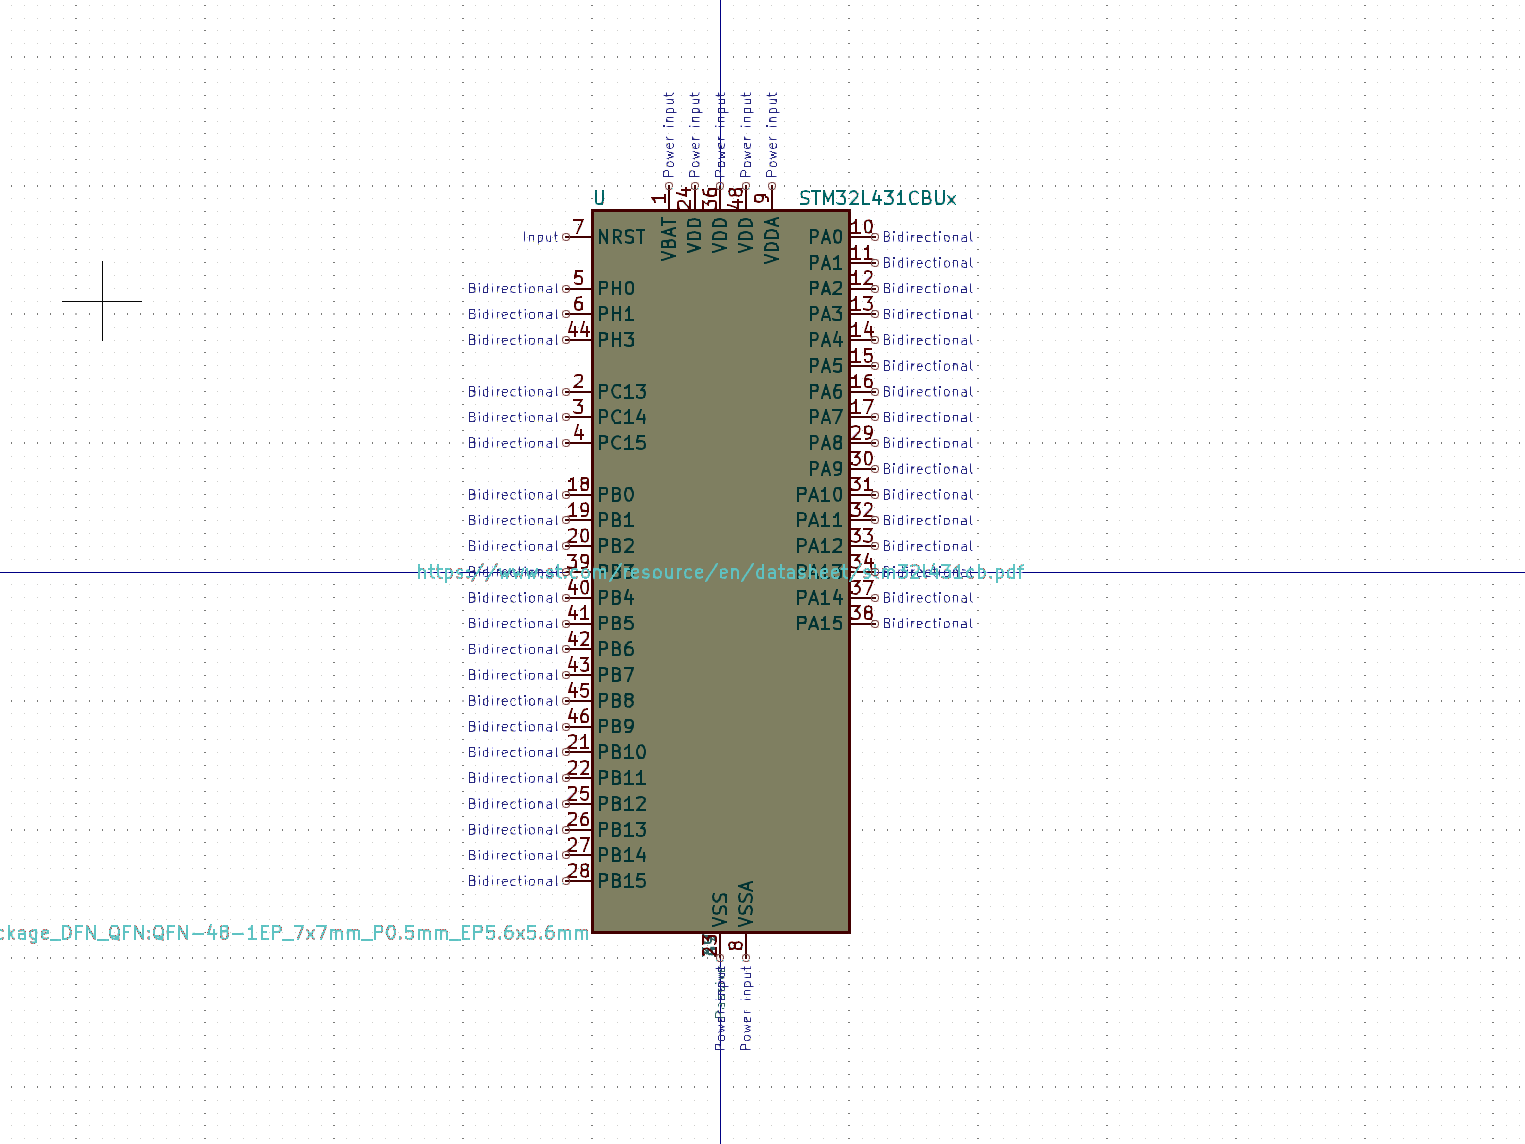 Power input Power input Power input Power input Power input
1 24 36 48 9
U STM32L431CBUx
VBAT VDD VDD VDD VDDA
Input 7 NRST PA0 10 Bidirectional
PA1 11 Bidirectional
Bidirectional 5 PH0 PA2 12 Bidirectional
Bidirectional 6 PH1 PA3 13 Bidirectional
Bidirectional 44 PH3 PA4 14 Bidirectional
PA5 15 Bidirectional
Bidirectional 2 PC13 PA6 16 Bidirectional
Bidirectional 3 PC14 PA7 17 Bidirectional
Bidirectional 4 PC15 PA8 29 Bidirectional
PA9 30 Bidirectional
Bidirectional 18 PB0 PA10 31 Bidirectional
Bidirectional 19 PB1 PA11 32 Bidirectional
Bidirectional 20 PB2 PA12 33 Bidirectional
Bidirectional 39 PB3 PA13 34 Bidirectional
https://www.st.com/resource/en/datasheet/stm32l431cb.pdf
Bidirectional 40 PB4 PA14 37 Bidirectional
Bidirectional 41 PB5 PA15 38 Bidirectional
Bidirectional 42 PB6
Bidirectional 43 PB7
Bidirectional 45 PB8
Bidirectional 46 PB9
Bidirectional 21 PB10
Bidirectional 22 PB11
Bidirectional 25 PB12
Bidirectional 26 PB13
Bidirectional 27 PB14
Bidirectional 28 PB15
VSS VSSA
ckage_DFN_QFN:QFN-48-1EP_7x7mm_P0.5mm_EP5.6x5.6mm
8
Power input Power input